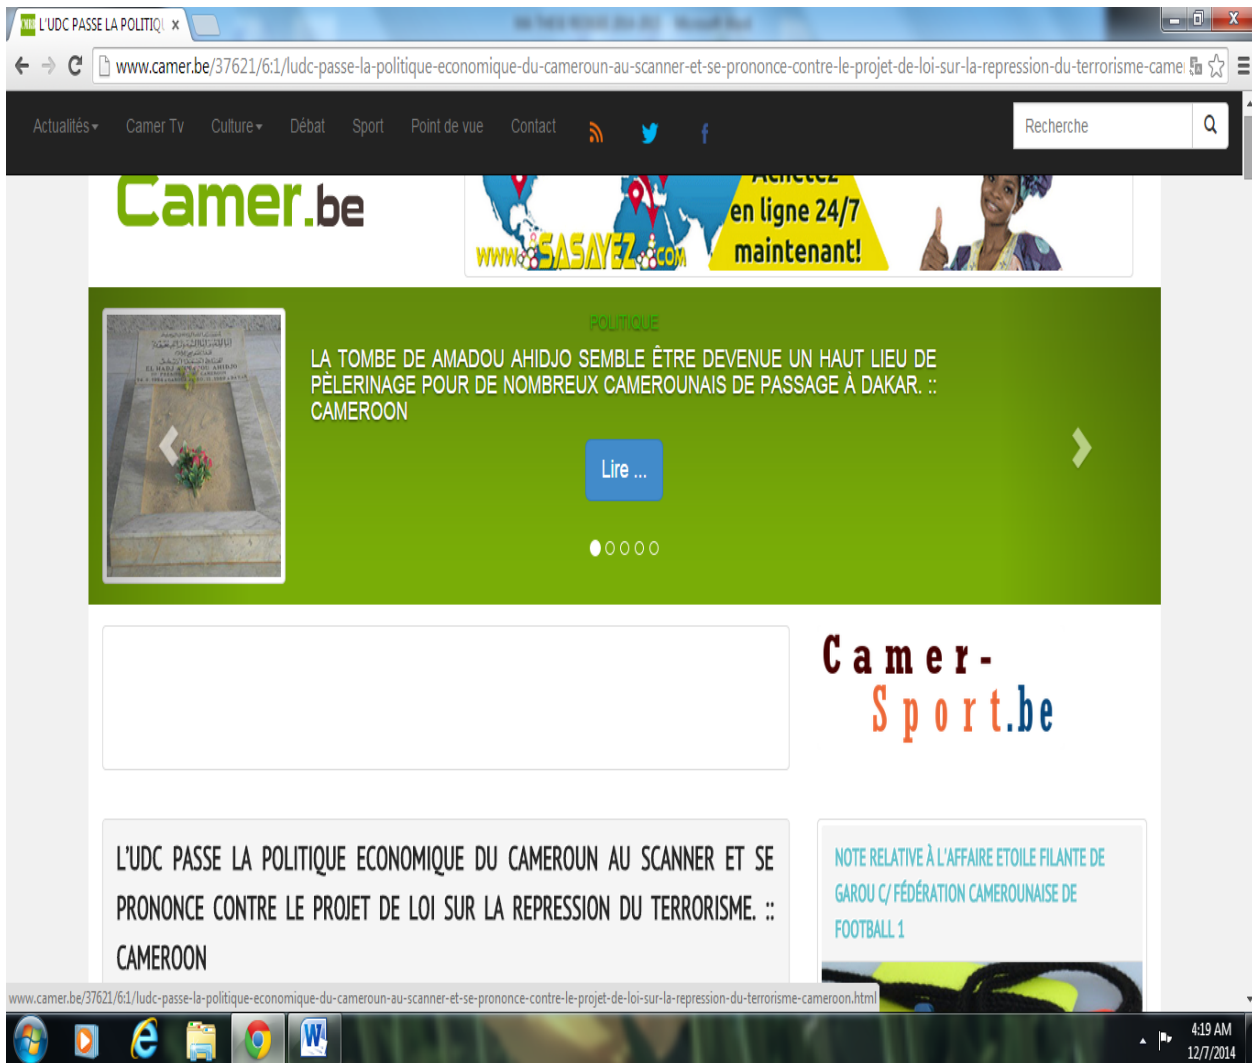 L'UDC PASSE LA POLITIQU
www.camer.be/37621/6:1/ludc-passe-la-politique-economique-du-cameroun-au-scanner-et-se-prononce-contre-le-projet-de-loi-sur-la-repression-du-terrorisme-came
Actualités Camer Tv Culture Débat Sport Point de vue Contact Recherche
Camer.be
Achetez
en ligne 24/7
maintenant!
www.SASAYEZ.com
POLITIQUE
LA TOMBE DE AMADOU AHIDJO SEMBLE ÊTRE DEVENUE UN HAUT LIEU DE
PÈLERINAGE POUR DE NOMBREUX CAMEROUNAIS DE PASSAGE À DAKAR. ::
CAMEROON
EL HADJ AHMADOU AHIDJO
Lire ...
Camer-
Sport.be
L'UDC PASSE LA POLITIQUE ECONOMIQUE DU CAMEROUN AU SCANNER ET SE
PRONONCE CONTRE LE PROJET DE LOI SUR LA REPRESSION DU TERRORISME. ::
CAMEROON
NOTE RELATIVE À L'AFFAIRE ETOILE FILANTE DE
GAROU C/ FÉDÉRATION CAMEROUNAISE DE
FOOTBALL 1
www.camer.be/37621/6:1/ludc-passe-la-politique-economique-du-cameroun-au-scanner-et-se-prononce-contre-le-projet-de-loi-sur-la-repression-du-terrorisme-cameroon.html
4:19 AM
12/7/2014